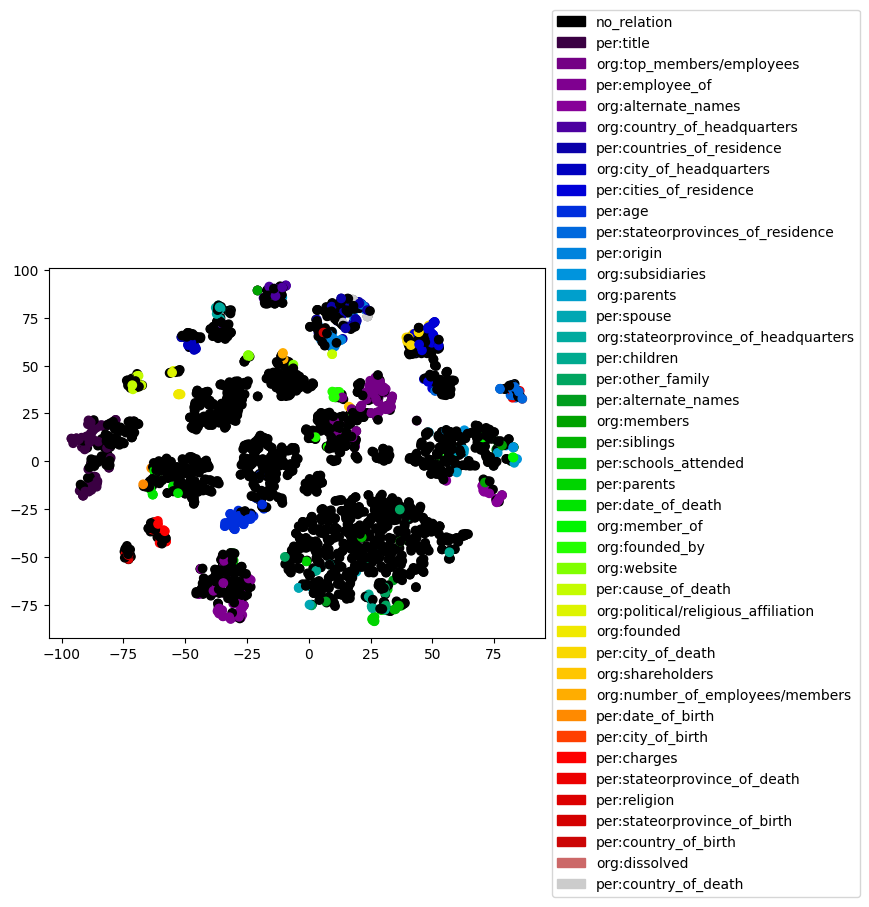 100
75
50
25
0
−25
−50
−75
−100
−75
−50
−25
0
25
50
75
no_relation
per:title
org:top_members/employees
per:employee_of
org:alternate_names
org:country_of_headquarters
per:countries_of_residence
org:city_of_headquarters
per:cities_of_residence
per:age
per:stateorprovinces_of_residence
per:origin
org:subsidiaries
org:parents
per:spouse
org:stateorprovince_of_headquarters
per:children
per:other_family
per:alternate_names
org:members
per:siblings
per:schools_attended
per:parents
per:date_of_death
org:member_of
org:founded_by
org:website
per:cause_of_death
org:political/religious_affiliation
org:founded
per:city_of_death
org:shareholders
org:number_of_employees/members
per:date_of_birth
per:city_of_birth
per:charges
per:stateorprovince_of_death
per:religion
per:stateorprovince_of_birth
per:country_of_birth
org:dissolved
per:country_of_death